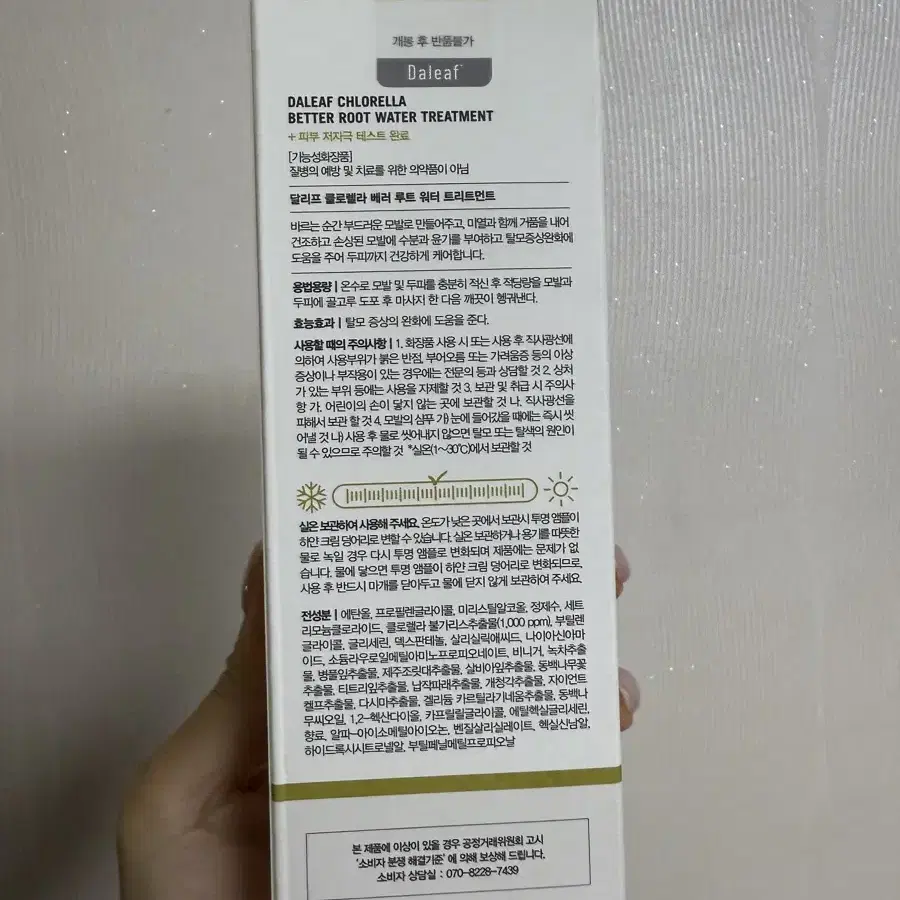 개봉 후 반품불가
Daleaf
DALEAF CHLORELLA
BETTER ROOT WATER TREATMENT
+ 피부 저자극 테스트 완료
[기능성화장품]
질병의 예방 및 치료를 위한 의약품이 아님
달리프 클로렐라 베러 루트 워터 트리트먼트
바르는 순간 부드러운 모발로 만들어주고, 미열과 함께 거품을 내어
건조하고 손상된 모발에 수분과 윤기를 부여하고 탈모증상완화에
도움을 주어 두피까지 건강하게 케어합니다.
용법용량 | 온수로 모발 및 두피를 충분히 적신 후 적당량을 모발과
두피에 골고루 도포 후 마사지 한 다음 깨끗이 헹궈낸다.
효능효과 | 탈모 증상의 완화에 도움을 준다.
사용할 때의 주의사항 | 1. 화장품 사용 시 또는 사용 후 직사광선에
의하여 사용부위가 붉은 반점, 부어오름 또는 가려움증 등의 이상
증상이나 부작용이 있는 경우에는 전문의 등과 상담할 것 2. 상처
가 있는 부위 등에는 사용을 자제할 것 3. 보관 및 취급 시 주의사
항 가. 어린이의 손이 닿지 않는 곳에 보관할 것 나. 직사광선을
피해서 보관 할 것 4. 모발의 샴푸 가) 눈에 들어갔을 때에는 즉시 씻
어낼 것 나) 사용 후 물로 씻어내지 않으면 탈모 또는 탈색의 원인이
될 수 있으므로 주의할 것 *실온(1~30℃)에서 보관할 것
실온 보관하여 사용해 주세요. 온도가 낮은 곳에서 보관시 투명 앰플이
하얀 크림 덩어리로 변할 수 있습니다. 실온 보관하거나 용기를 따뜻한
물로 녹일 경우 다시 투명 앰플로 변화되며 제품에는 문제가 없
습니다. 물에 닿으면 투명 앰플이 하얀 크림 덩어리로 변화되므로,
사용 후 반드시 마개를 닫아두고 물에 닿지 않게 보관하여 주세요.
전성분 | 에탄올, 프로필렌글라이콜, 미리스틸알코올, 정제수, 세트
리모늄클로라이드, 클로렐라 불가리스추출물(1,000 ppm), 부틸렌
글라이콜, 글리세린, 덱스판테놀, 살리실릭애씨드, 나이아신아마
이드, 소듐라우로일메틸아미노프로피오네이트, 비니거, 녹차추출
물, 병풀잎추출물, 제주조릿대추출물, 살비아잎추출물, 동백나무꽃
추출물, 티트리잎추출물, 납작파래추출물, 개청각추출물, 자이언트
켈프추출물, 다시마추출물, 겔리듐 카르틸라기네움추출물, 동백나
무씨오일, 1,2-헥산다이올, 카프릴릴글라이콜, 에틸헥실글리세린,
향료, 알파-아이소메틸아이오논, 벤질살리실레이트, 헥실신남알,
하이드록시시트로넬알, 부틸페닐메틸프로피오날
본 제품에 이상이 있을 경우 공정거래위원회 고시
'소비자 분쟁 해결기준' 에 의해 보상해 드립니다.
소비자 상담실 : 070-8228-7439